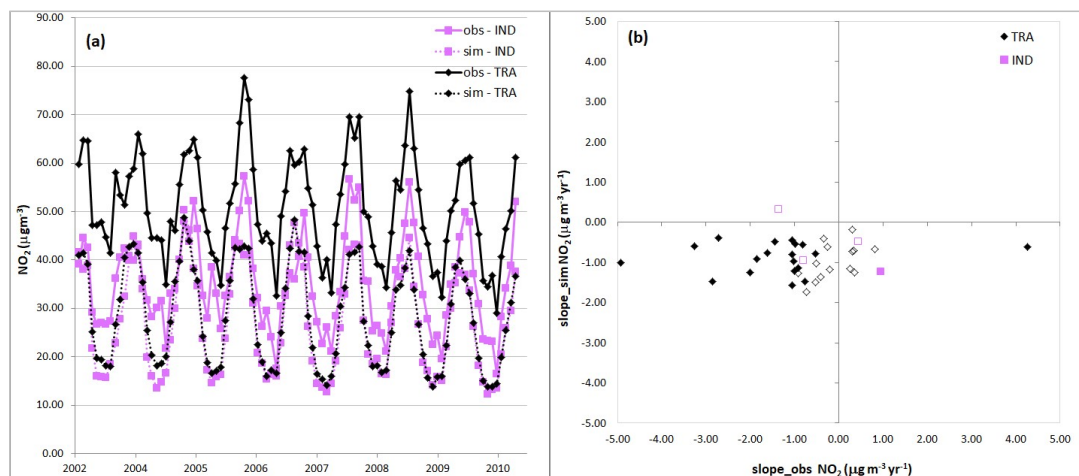 (a)
obs - IND
sim - IND
obs - TRA
sim - TRA
NO2 (µg m-3)
90.00
80.00
70.00
60.00
50.00
40.00
30.00
20.00
10.00
0.00
2002 2004 2005 2006 2007 2008 2009 2010
(b)
TRA
IND
slope_sim NO2 (µg m-3 yr-1)
5.00
4.00
3.00
2.00
1.00
0.00
-1.00
-2.00
-3.00
-4.00
-5.00
-5.00 -4.00 -3.00 -2.00 -1.00 0.00 1.00 2.00 3.00 4.00 5.00
slope_obs NO2 (µg m-3 yr-1)